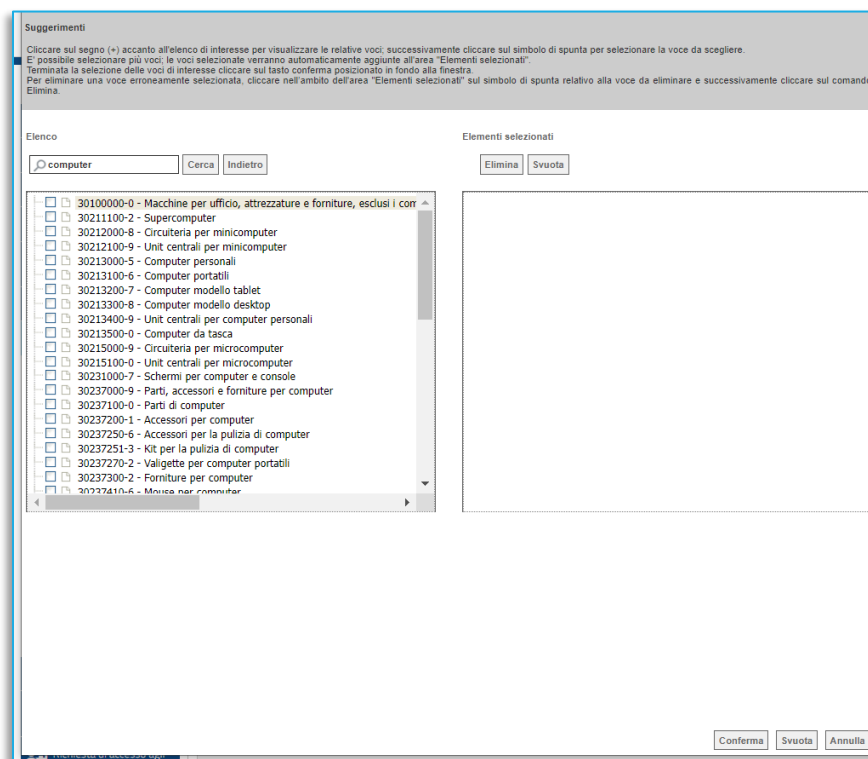 Suggerimenti
Cliccare sul segno (+) accanto all'elenco di interesse per visualizzare le relative voci; successivamente cliccare sul simbolo di spunta per selezionare la voce da scegliere.
E' possibile selezionare più voci; le voci selezionate verranno automaticamente aggiunte all'area "Elementi selezionati".
Terminata la selezione delle voci di interesse cliccare sul tasto conferma posizionato in fondo alla finestra.
Per eliminare una voce erroneamente selezionata, cliccare nell'ambito dell'area "Elementi selezionati" sul simbolo di spunta relativo alla voce da eliminare e successivamente cliccare sul comando
Elimina.
Elenco
Elementi selezionati
computer Cerca Indietro
Elimina Svuota
30100000-0 - Macchine per ufficio, attrezzature e forniture, esclusi i com
30211100-2 - Supercomputer
30212000-8 - Circuiteria per minicomputer
30212100-9 - Unit centrali per minicomputer
30213000-5 - Computer personali
30213100-6 - Computer portatili
30213200-7 - Computer modello tablet
30213300-8 - Computer modello desktop
30213400-9 - Unit centrali per computer personali
30213500-0 - Computer da tasca
30215000-9 - Circuiteria per microcomputer
30215100-0 - Unit centrali per microcomputer
30231000-7 - Schermi per computer e console
30237000-9 - Parti, accessori e forniture per computer
30237100-0 - Parti di computer
30237200-1 - Accessori per computer
30237250-6 - Accessori per la pulizia di computer
30237251-3 - Kit per la pulizia di computer
30237270-2 - Valigette per computer portatili
30237300-2 - Forniture per computer
30237410-6 - Mouse per computer
Conferma Svuota Annulla
Richiesta di accesso agli